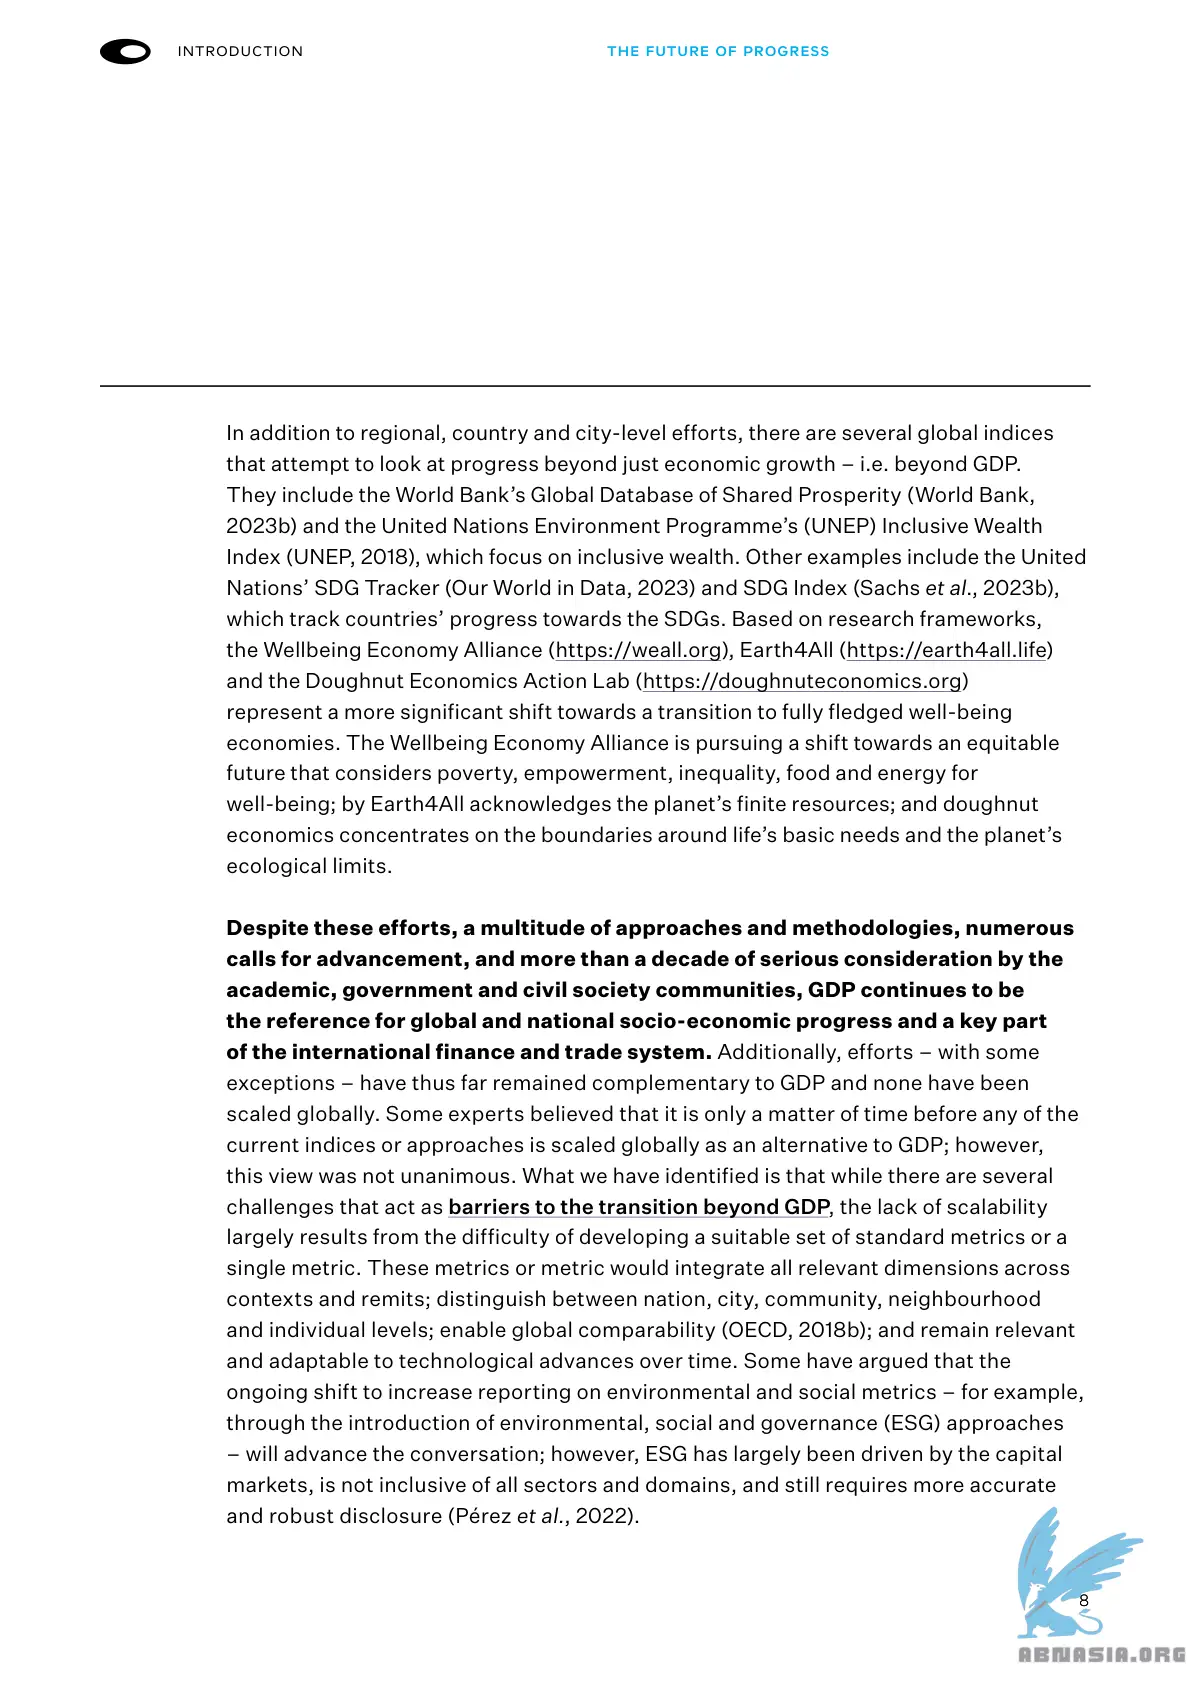 INTRODUCTION
THE FUTURE OF PROGRESS
In addition to regional, country and city-level efforts, there are several global indices
that attempt to look at progress beyond just economic growth – i.e. beyond GDP.
They include the World Bank’s Global Database of Shared Prosperity (World Bank,
2023b) and the United Nations Environment Programme’s (UNEP) Inclusive Wealth
Index (UNEP, 2018), which focus on inclusive wealth. Other examples include the United
Nations’ SDG Tracker (Our World in Data, 2023) and SDG Index (Sachs et al., 2023b),
which track countries’ progress towards the SDGs. Based on research frameworks,
the Wellbeing Economy Alliance (https://weall.org), Earth4All (https://earth4all.life)
and the Doughnut Economics Action Lab (https://doughnuteconomics.org)
represent a more significant shift towards a transition to fully fledged well-being
economies. The Wellbeing Economy Alliance is pursuing a shift towards an equitable
future that considers poverty, empowerment, inequality, food and energy for
well-being; by Earth4All acknowledges the planet’s finite resources; and doughnut
economics concentrates on the boundaries around life’s basic needs and the planet’s
ecological limits.
Despite these efforts, a multitude of approaches and methodologies, numerous
calls for advancement, and more than a decade of serious consideration by the
academic, government and civil society communities, GDP continues to be
the reference for global and national socio-economic progress and a key part
of the international finance and trade system. Additionally, efforts – with some
exceptions – have thus far remained complementary to GDP and none have been
scaled globally. Some experts believed that it is only a matter of time before any of the
current indices or approaches is scaled globally as an alternative to GDP; however,
this view was not unanimous. What we have identified is that while there are several
challenges that act as barriers to the transition beyond GDP, the lack of scalability
largely results from the difficulty of developing a suitable set of standard metrics or a
single metric. These metrics or metric would integrate all relevant dimensions across
contexts and remits; distinguish between nation, city, community, neighbourhood
and individual levels; enable global comparability (OECD, 2018b); and remain relevant
and adaptable to technological advances over time. Some have argued that the
ongoing shift to increase reporting on environmental and social metrics – for example,
through the introduction of environmental, social and governance (ESG) approaches
– will advance the conversation; however, ESG has largely been driven by the capital
markets, is not inclusive of all sectors and domains, and still requires more accurate
and robust disclosure (Pérez et al., 2022).
8
ABNASIA.ORG